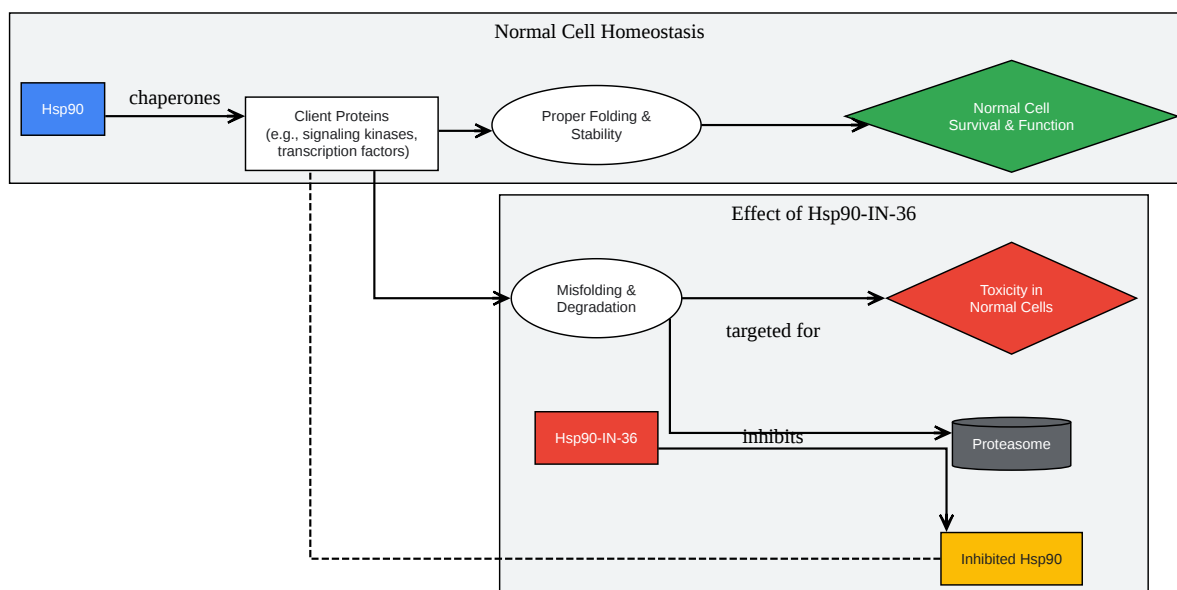 Normal Cell Homeostasis
Hsp90
chaperones
Client Proteins
(e.g., signaling kinases,
transcription factors)
Proper Folding &
Stability
Normal Cell
Survival & Function
Effect of Hsp90-IN-36
Misfolding &
Degradation
targeted for
Toxicity in
Normal Cells
Hsp90-IN-36
inhibits
Proteasome
Inhibited Hsp90